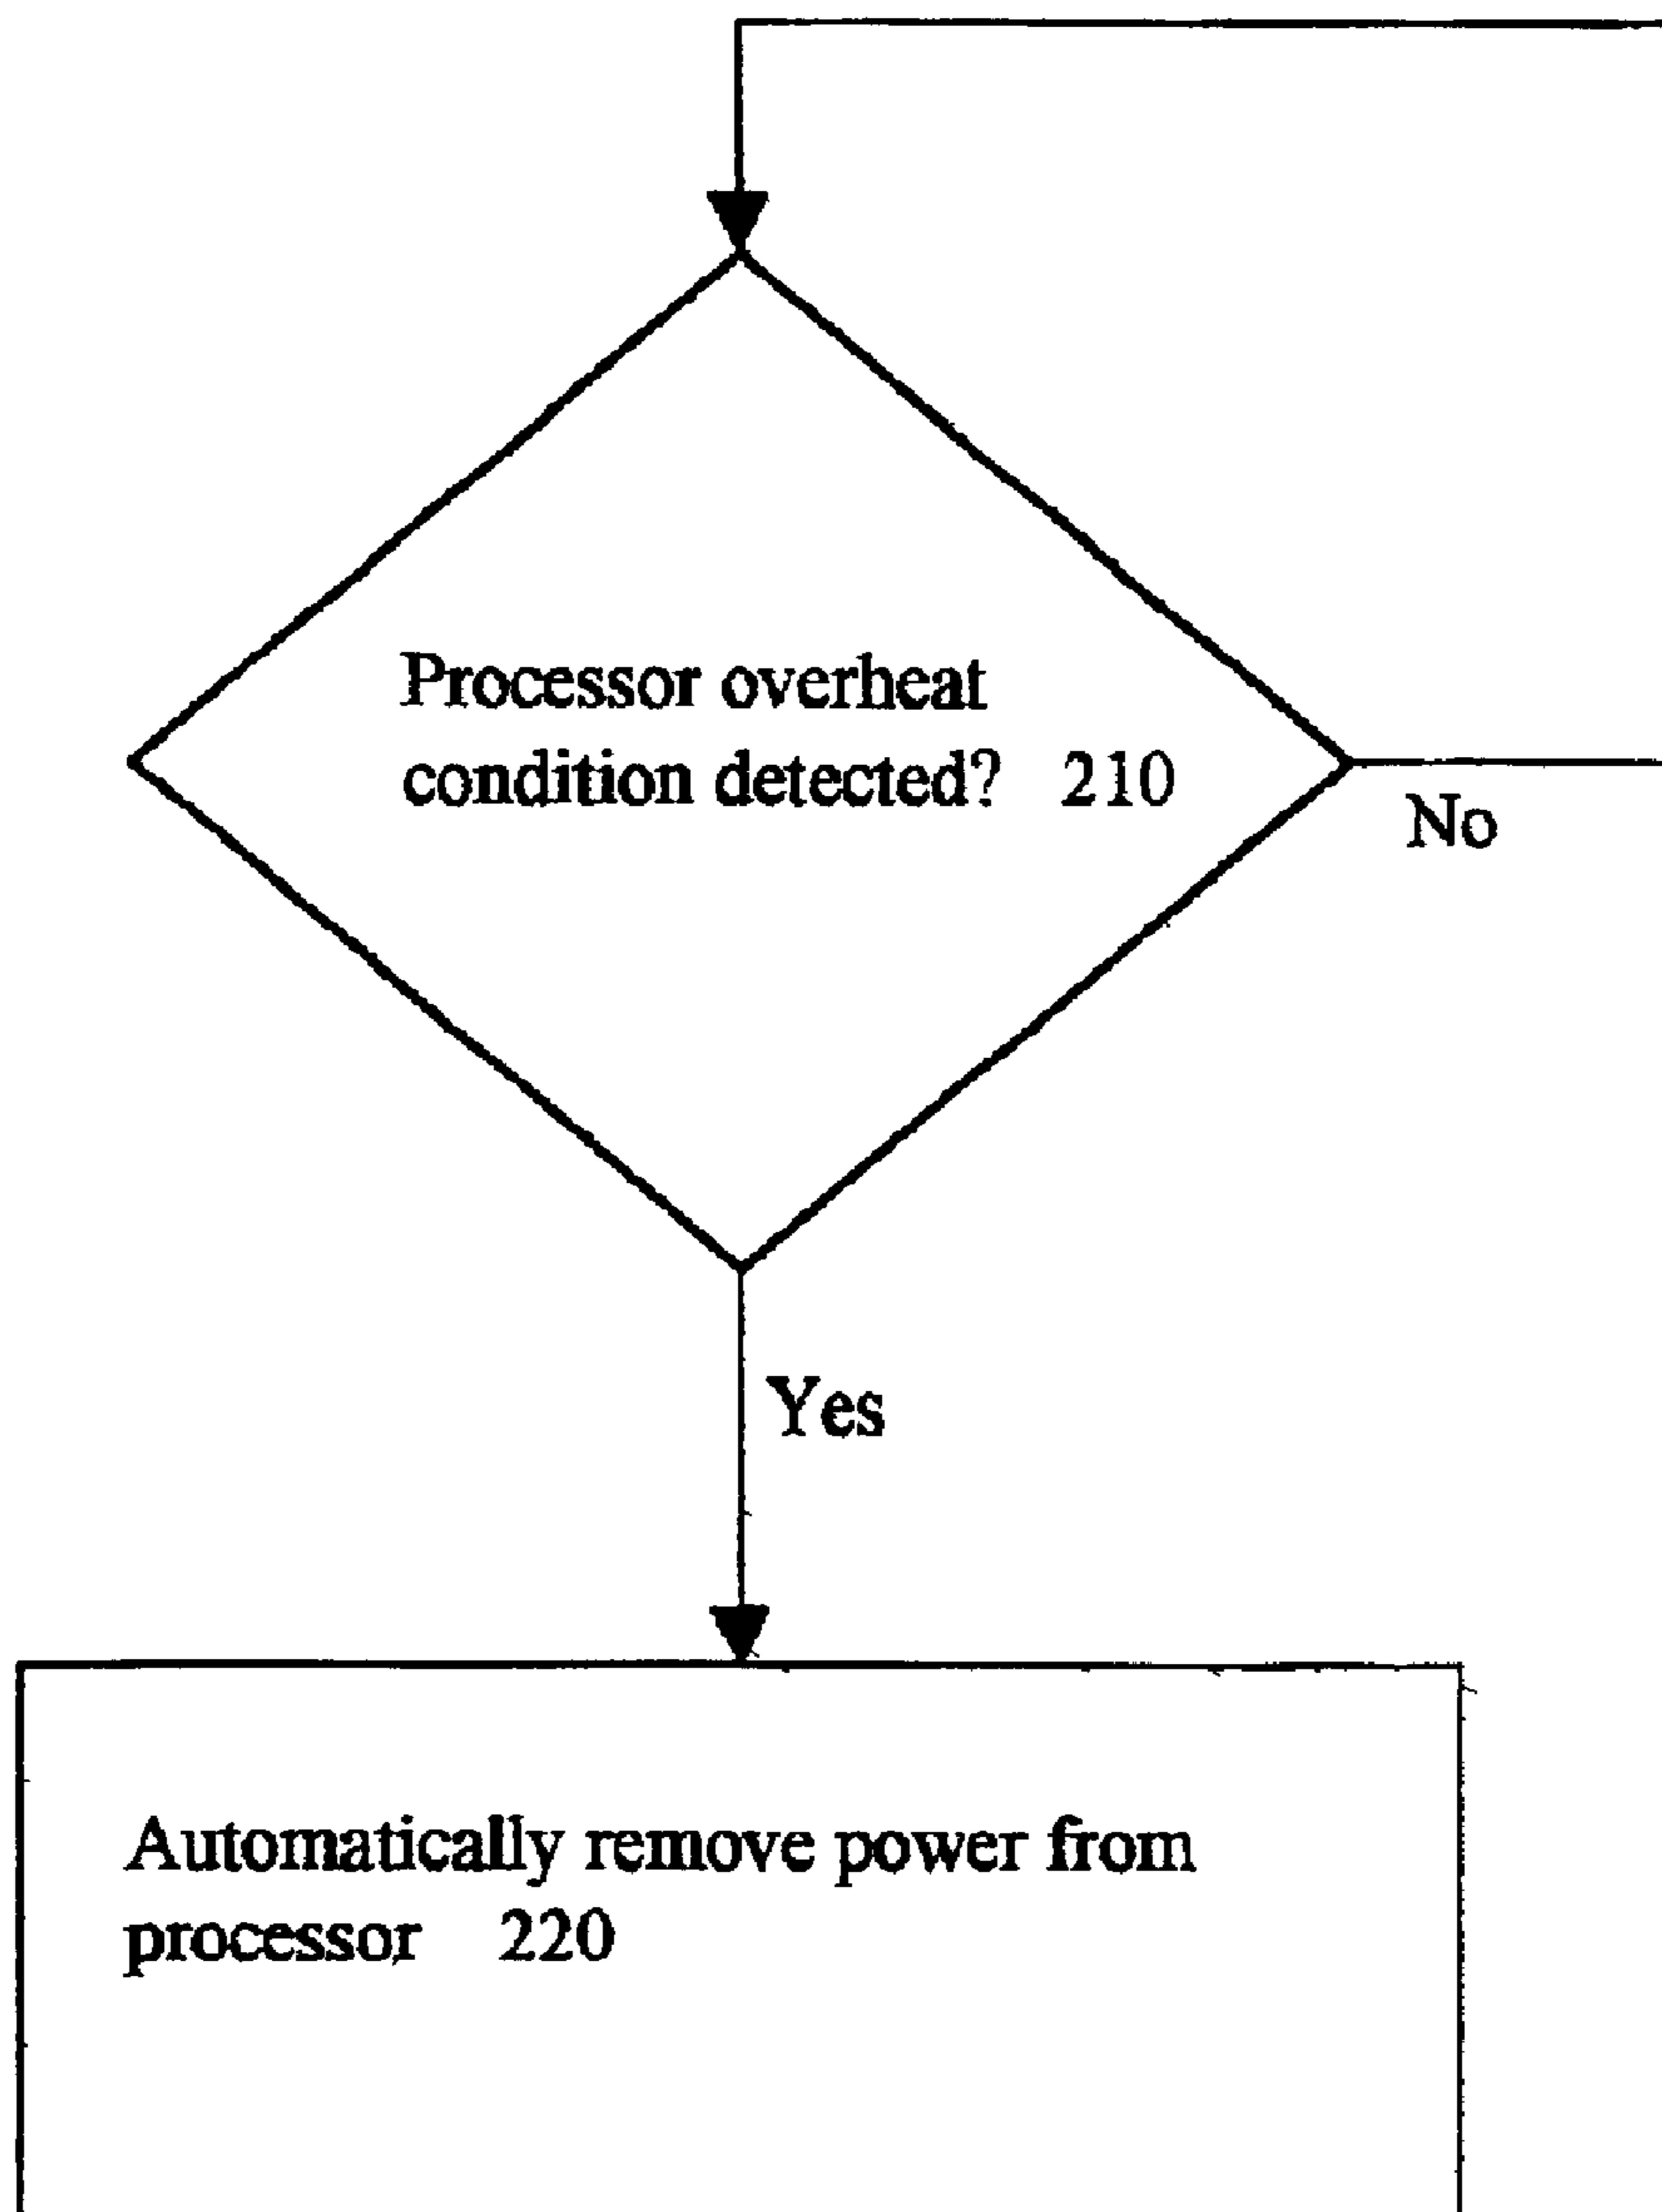 Processor overheat
condition detected? 210
No
Yes
Automatically remove power from
processor 220